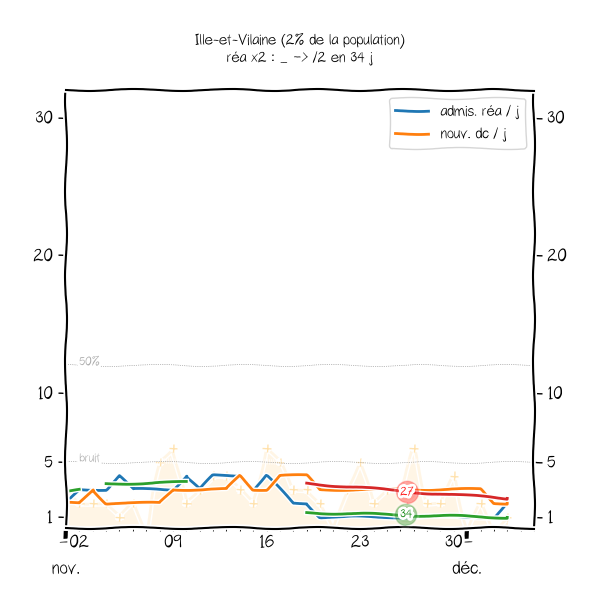 Ille-et-Vilaine (2% de la population)
réa x2 : _ -> /2 en 34 j
admis. réa / j
nouv. dc / j
30
30
20
20
50%
10
10
bruit
5
5
27
34
1
1
02
09
16
23
30
nov.
déc.